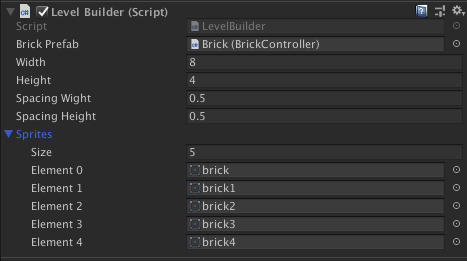 Level Builder (Script)
Script LevelBuilder
Brick Prefab Brick (BrickController)
Width 8
Height 4
Spacing Wight 0.5
Spacing Height 0.5
Sprites
Size 5
Element 0 brick
Element 1 brick1
Element 2 brick2
Element 3 brick3
Element 4 brick4